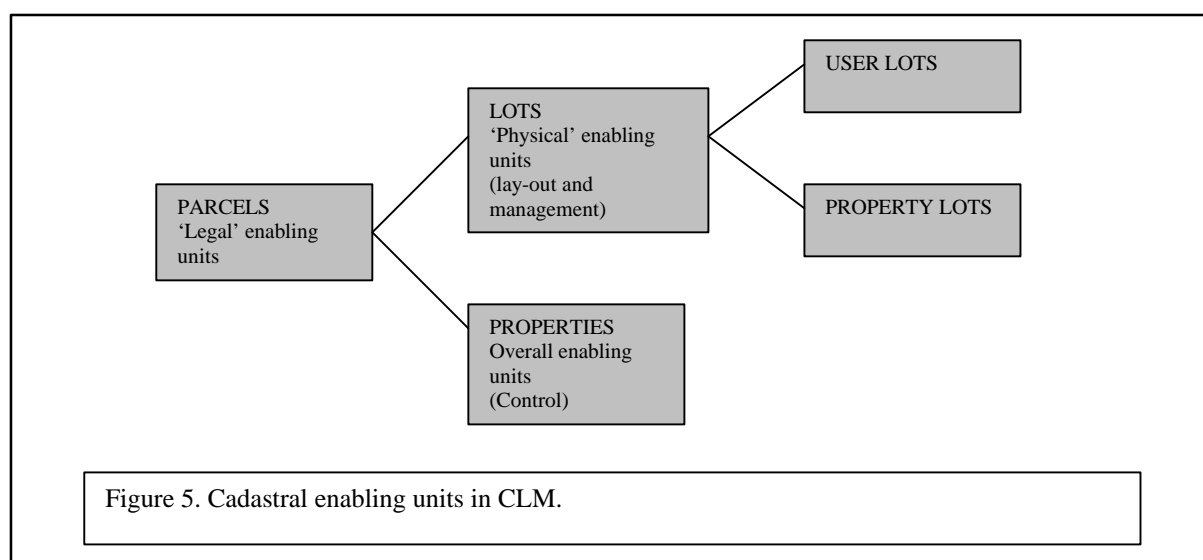 USER LOTS
LOTS
‘Physical’ enabling
units
(lay-out and
management)
PARCELS
‘Legal’ enabling
units
PROPERTY LOTS
PROPERTIES
Overall enabling
units
(Control)
Figure 5. Cadastral enabling units in CLM.